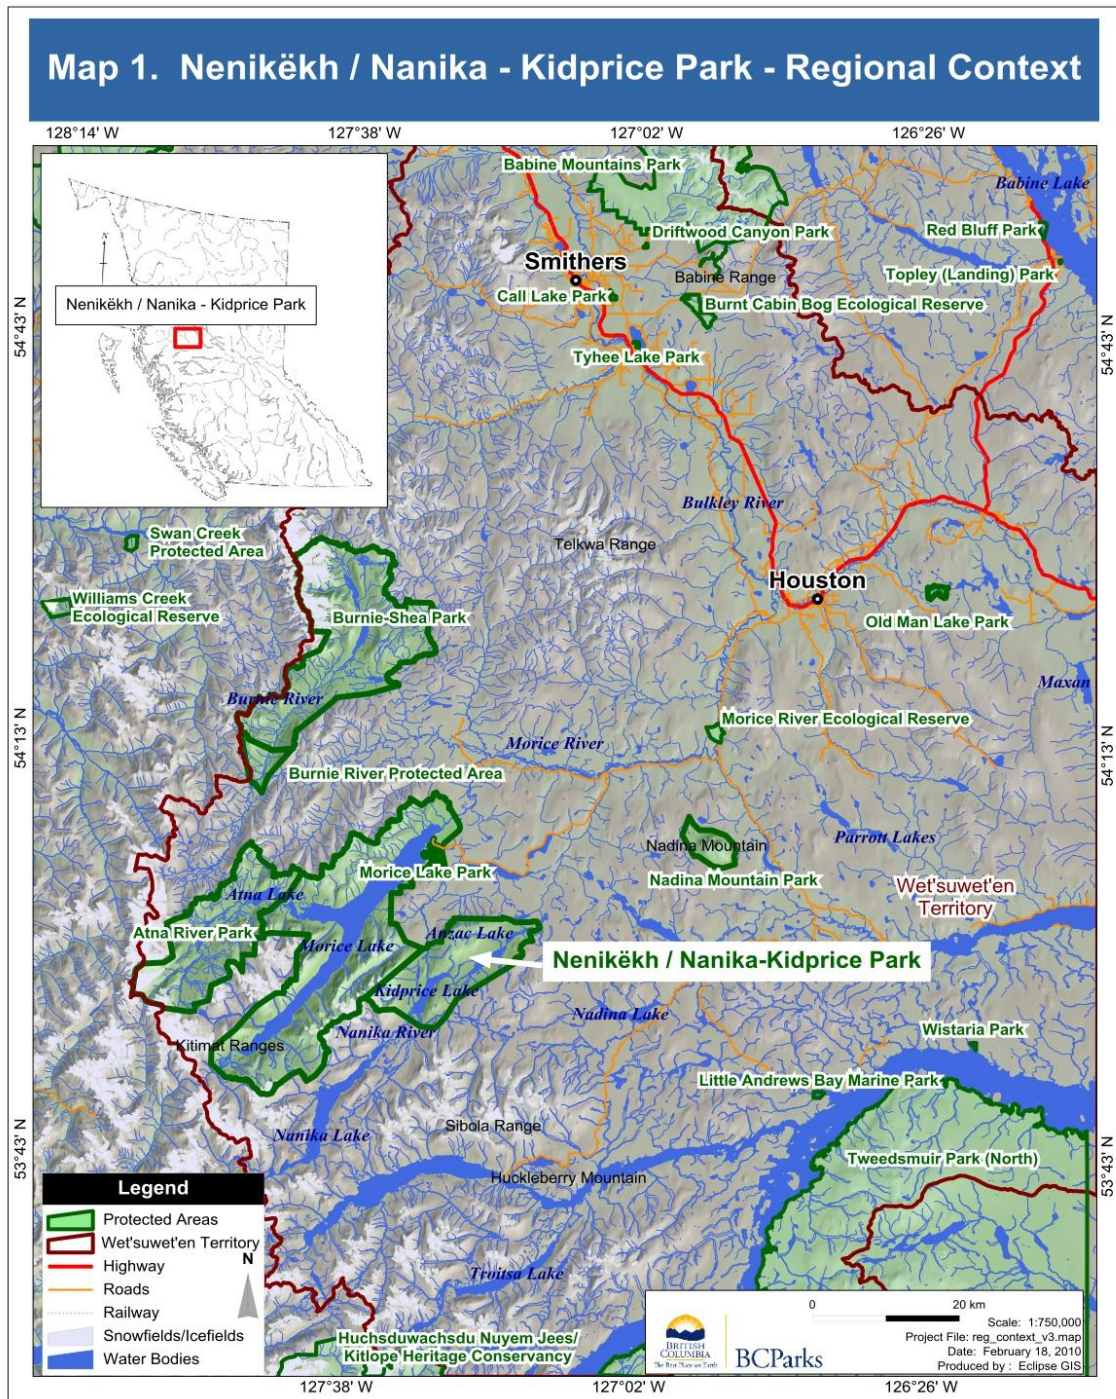 Map 1. Nenikëkh / Nanika - Kidprice Park - Regional Context
128°14' W
127°38' W
127°02' W
126°26' W
Babine Mountains Park
Babine Lake
Driftwood Canyon Park
Red Bluff Park
Smithers
Babine Range
Topley (Landing) Park
N
Call Lake Park
Burnt Cabin Bog Ecological Reserve
Nenikëkh / Nanika - Kidprice Park
54°43' N
54°43' N
Tyhee Lake Park
Bulkley River
Swan Creek
Protected Area
Telkwa Range
Houston
Williams Creek
Ecological Reserve
Burnie-Shea Park
Old Man Lake Park
Burnie River
Maxan
Morice River Ecological Reserve
54°13' N
54°13' N
Morice River
Burnie River Protected Area
Parrott Lakes
Nadina Mountain
Morice Lake Park
Nadina Mountain Park
Atna Lake
Wet'suwet'en
Territory
Atna River Park
Anzac Lake
Morice Lake
Nenikëkh / Nanika-Kidprice Park
Kidprice Lake
Nadina Lake
Nanika River
Wistaria Park
Kitimat Ranges
Little Andrews Bay Marine Park
Sibola Range
Nanika Lake
53°43' N
53°43' N
Tweedsmuir Park (North)
Huckleberry Mountain
Legend
Protected Areas
Wet'suwet'en Territory
Highway
Roads
Railway
Snowfields/Icefields
Water Bodies
N
Troitsa Lake
Huchsduwachsdu Nuyem Jees/
Kitlope Heritage Conservancy
BRITISH
COLUMBIA
The Best Place on Earth
BCParks
0
20 km
Scale: 1:750,000
Project File: reg_context_v3.map
Date: February 18, 2010
Produced by : Eclipse GIS
127°38' W
127°02' W
126°26' W